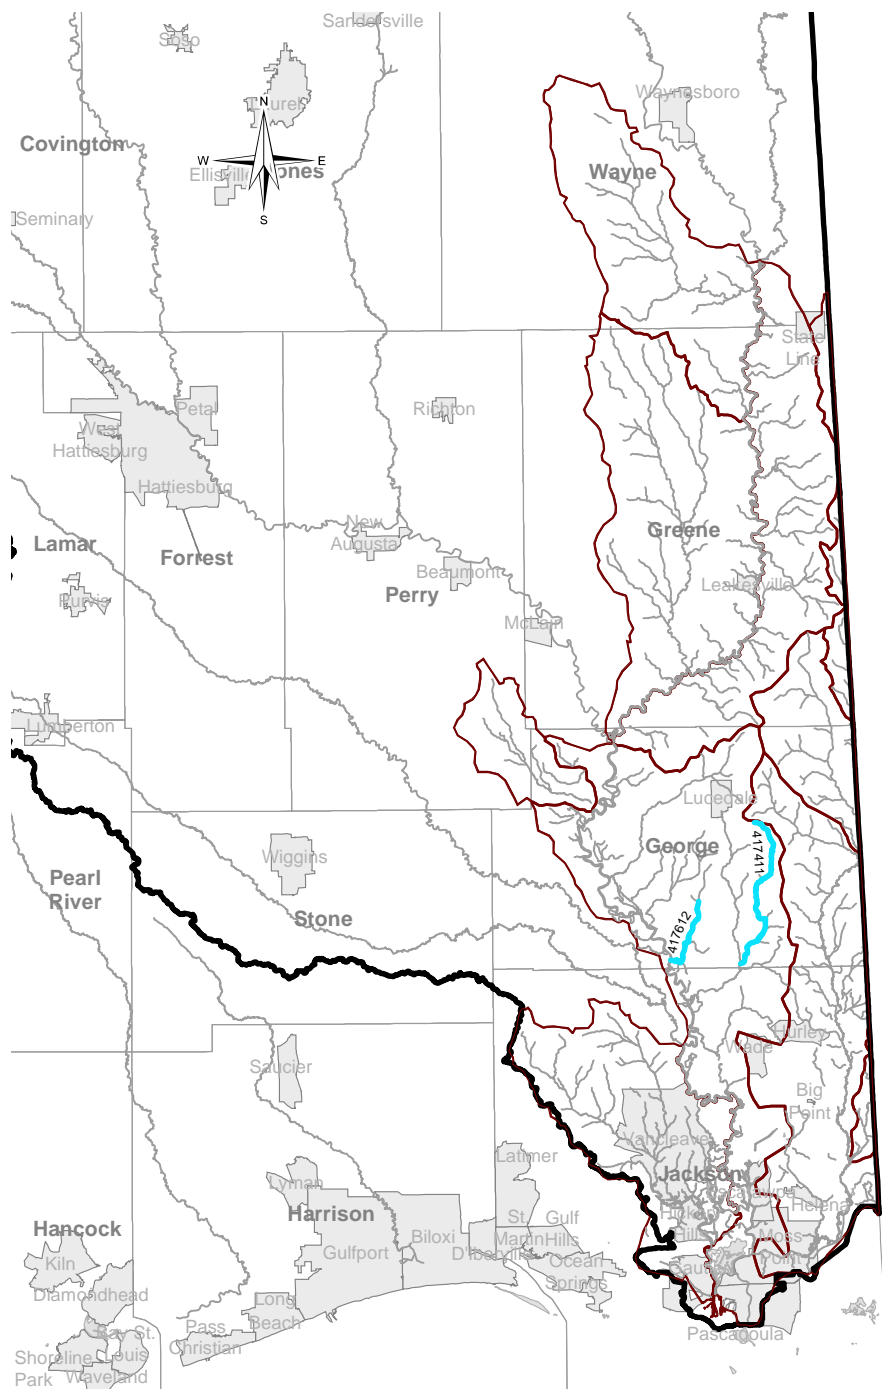 Sandersville
Soso
Waynesboro
Laurel
N
Covington
W
E
Ellisville
Jones
Wayne
S
Seminary
State
Line
Petal
Richton
West
Hattiesburg
Hattiesburg
New
Augusta
Greene
Lamar
Forrest
Beaumont
Leakesville
Perry
Purvis
McLain
Lumberton
Lucedale
417411
George
Wiggins
Pearl
River
Stone
417612
Hurley
Wade
Saucier
Big
Point
Vancleave
Latimer
Jackson
Lyman
Helena
Hancock
Harrison
St.
Martin
Gulf
Hills
Biloxi
Gulfport
D'Iberville
Moss
Point
Kiln
Ocean
Springs
Diamondhead
Long
Beach
Pass
Christian
Bay St.
Louis
Shoreline
Park
Waveland
Pascagoula